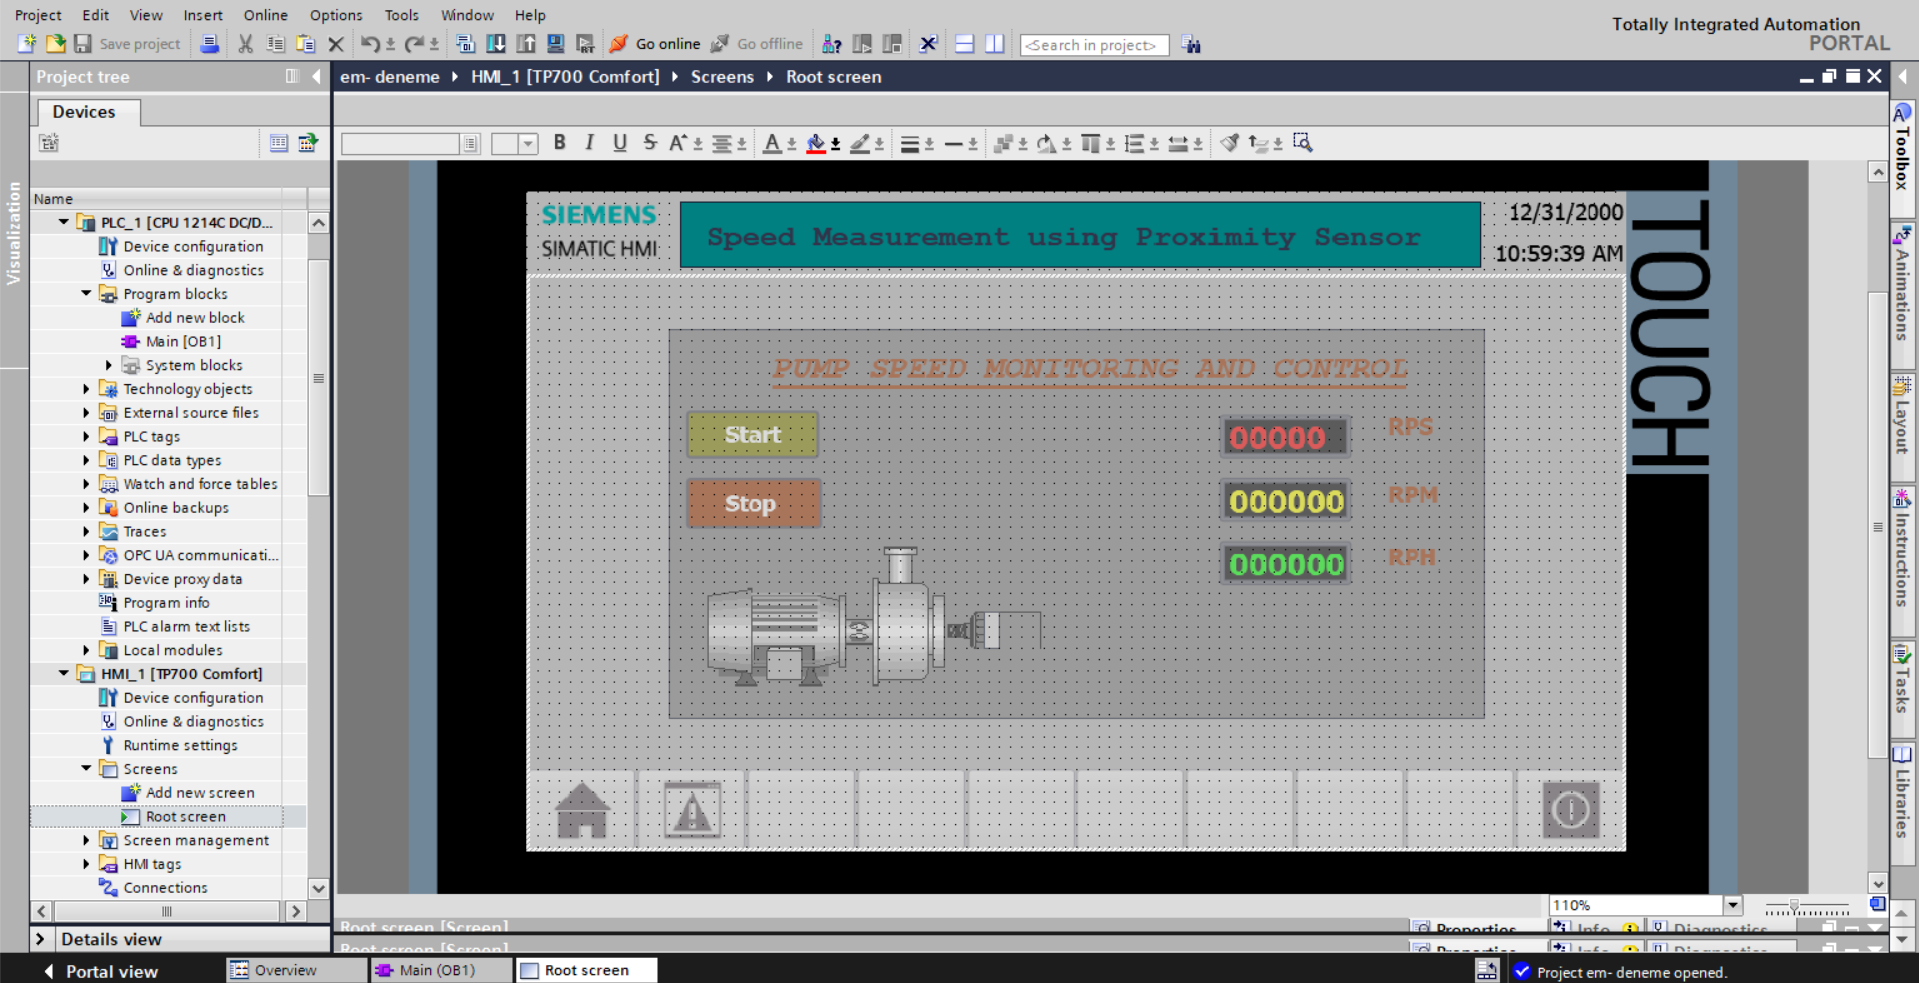 Project Edit View Insert Online Options Tools Window Help
Totally Integrated Automation
PORTAL
Save project Go online Go offline <Search in project>
Project tree
em- deneme HMI_1 [TP700 Comfort] Screens Root screen
Devices
Visualization
Name
PLC_1 [CPU 1214C DC/D...
Device configuration
Online & diagnostics
Program blocks
Add new block
Main [OB1]
System blocks
Technology objects
External source files
PLC tags
PLC data types
Watch and force tables
Online backups
Traces
OPC UA communicati...
Device proxy data
Program info
PLC alarm text lists
Local modules
HMI_1 [TP700 Comfort]
Device configuration
Online & diagnostics
Runtime settings
Screens
Add new screen
Root screen
Screen management
HMI tags
Connections
Details view
B I U S A A
SIEMENS
SIMATIC HMI
Speed Measurement using Proximity Sensor
12/31/2000
10:59:39 AM
TOUCH
PUMP SPEED MONITORING AND CONTROL
Start
Stop
00000 RPS
000000 RPM
000000 RPH
Toolbox
Animations
Layout
Instructions
Tasks
Libraries
110%
Root screen [Screen]
Properties Info Diagnostics
Root screen [Screen]
Properties Info Diagnostics
Portal view Overview Main (OB1) Root screen
Project em- deneme opened.